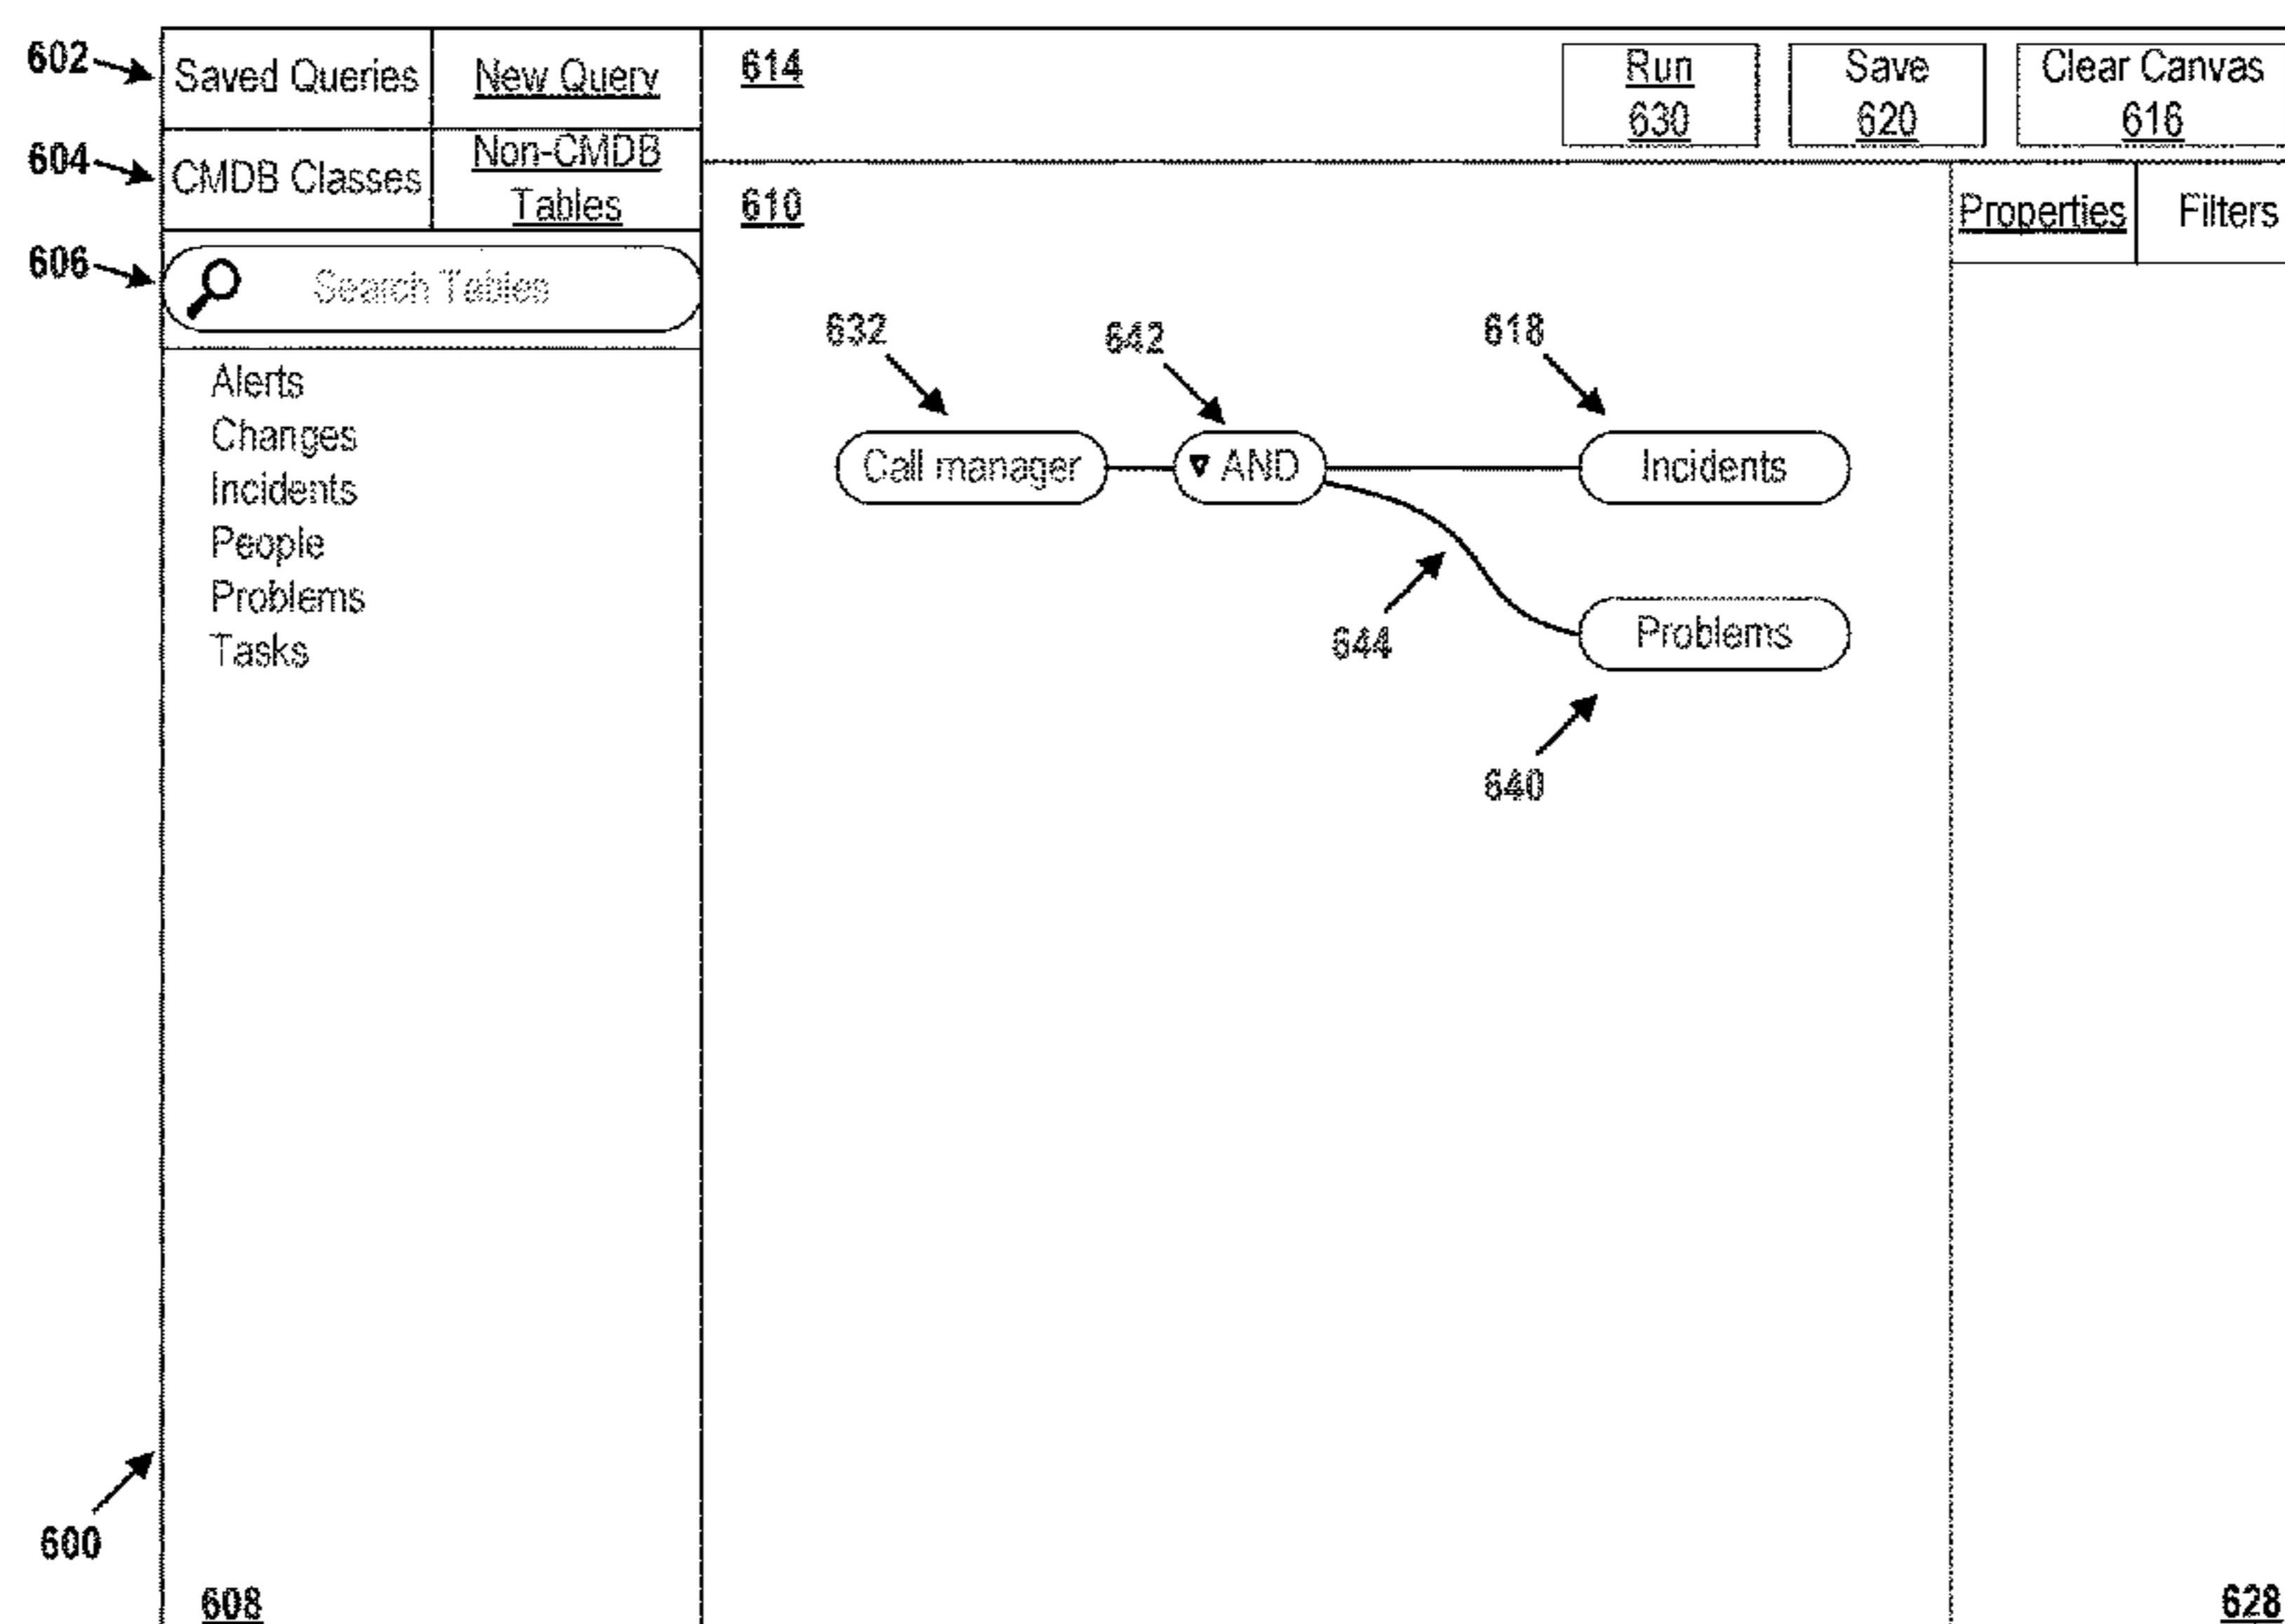 602
Saved Queries
New Query
614
Run
630
Save
620
Clear Canvas
616
604
CMDB Classes
Non-CMDB
Tables
610
Properties
Filters
606
Search Tables
632
642
618
Alerts
Changes
Incidents
People
Problems
Tasks
Call manager
AND
Incidents
644
Problems
640
600
608
628